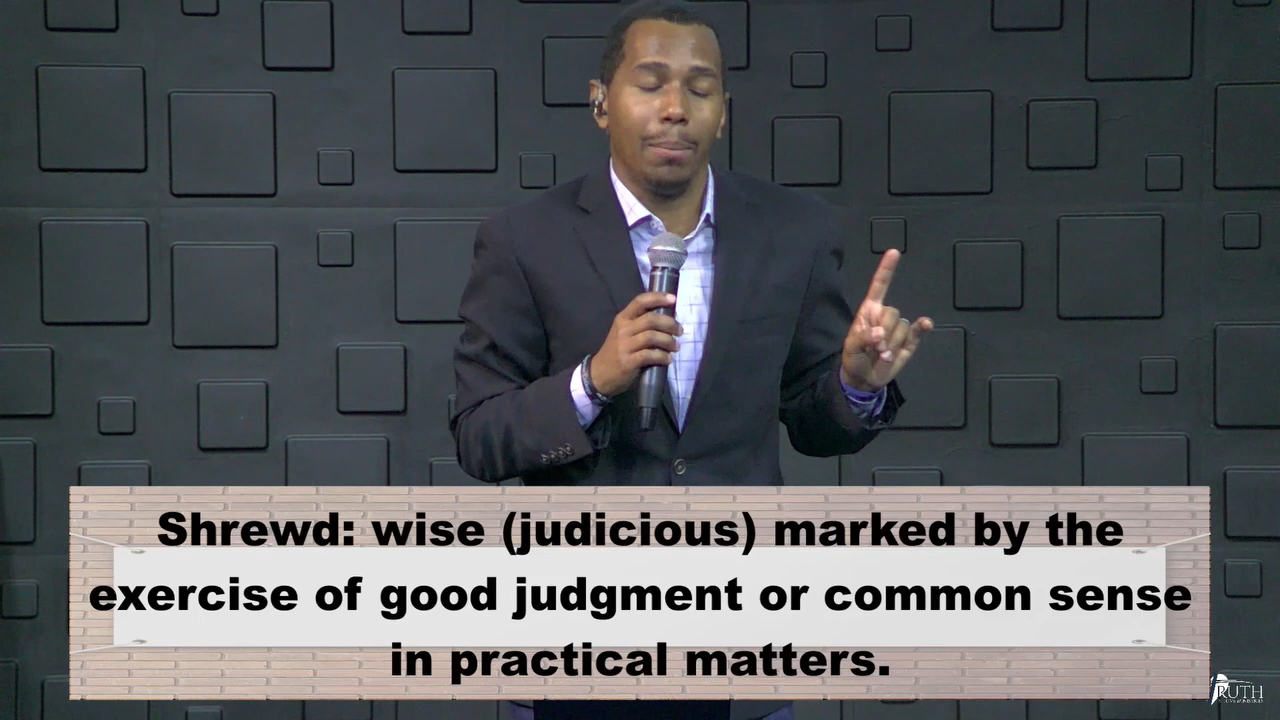 Shrewd: wise (judicious) marked by the
exercise of good judgment or common sense
in practical matters.
RUTH